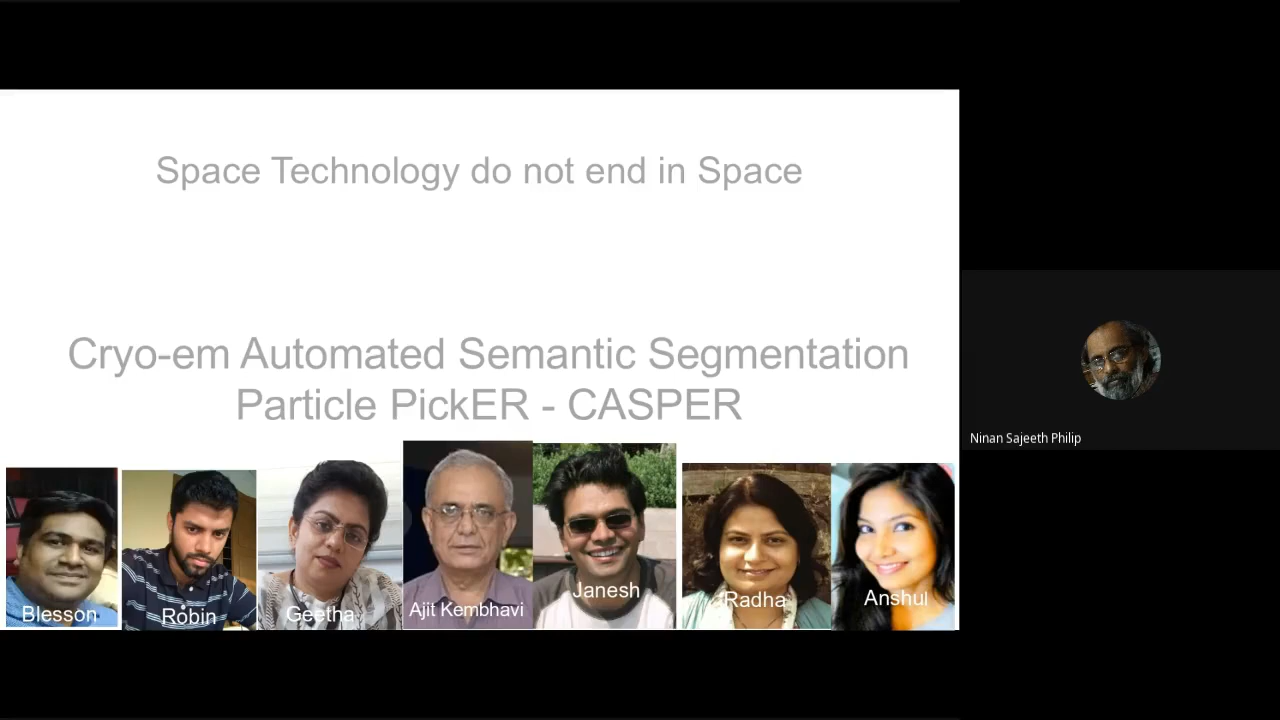 Space Technology do not end in Space
Cryo-em Automated Semantic Segmentation
Particle PickER - CASPER
Blesson
Robin
Geetha
Ajit Kembhavi
Janesh
Radha
Anshul
Ninan Sajeeth Philip